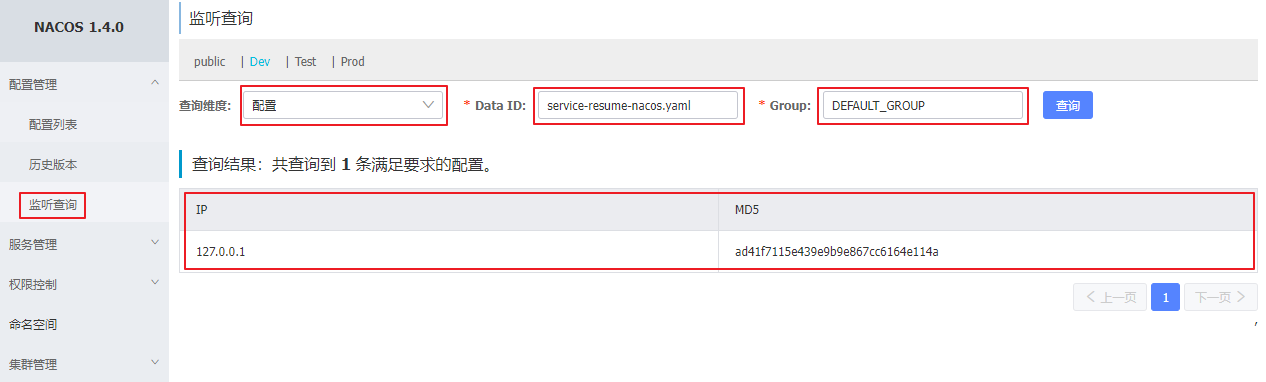 NACOS 1.4.0
配置管理
配置列表
历史版本
监听查询
服务管理
权限控制
命名空间
集群管理
监听查询
public | Dev | Test | Prod
查询维度: 配置 * Data ID: service-resume-nacos.yaml * Group: DEFAULT_GROUP 查询
查询结果：共查询到 1 条满足要求的配置。
IP MD5
127.0.0.1 ad41f7115e439e9b9e867cc6164e114a
上一页 1 下一页
,